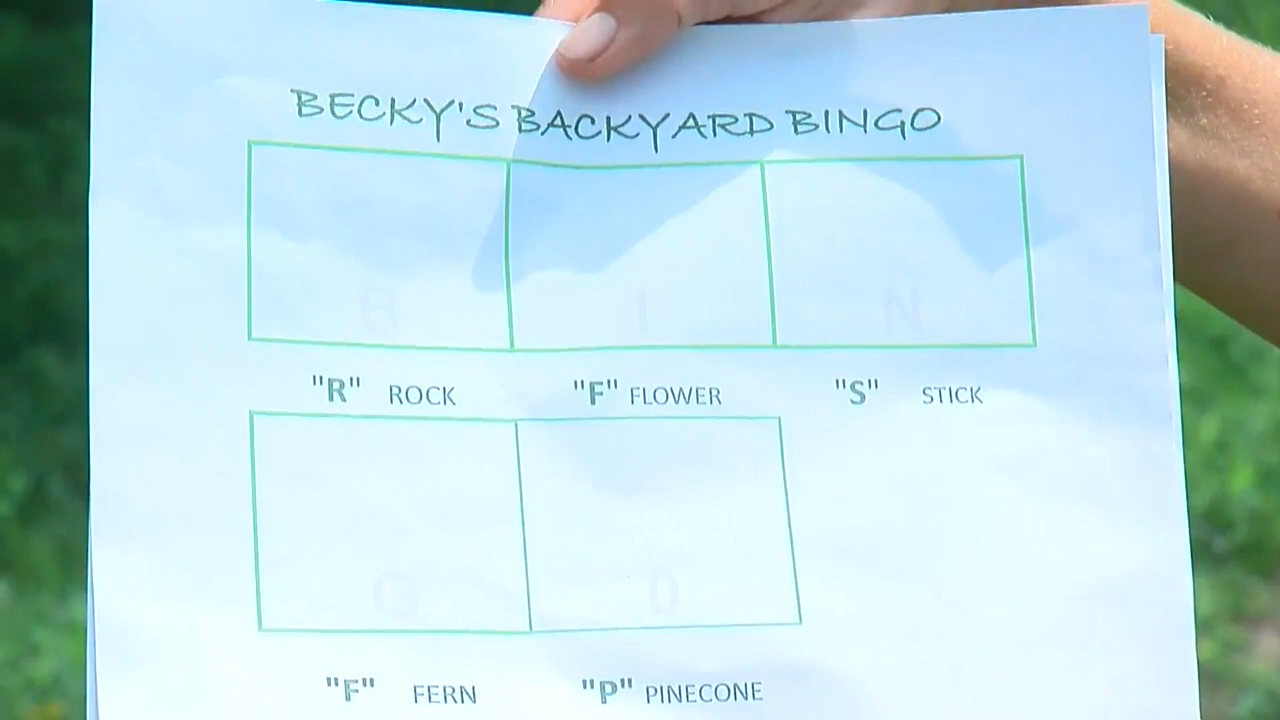 BECKY'S BACKYARD BINGO
B I N
"R" ROCK "F" FLOWER "S" STICK
G O
"F" FERN "P" PINECONE